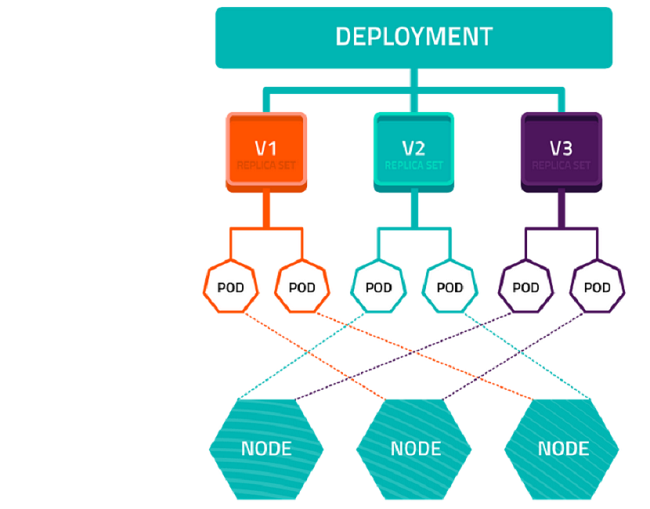 DEPLOYMENT
V1
REPLICA SET
V2
REPLICA SET
V3
REPLICA SET
POD
POD
POD
POD
POD
POD
NODE
NODE
NODE